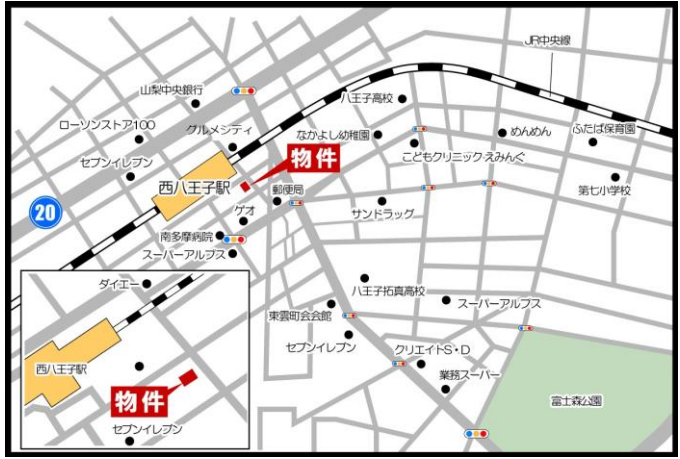 JR中央線
山梨中央銀行
八王子高校
ローソンストア100
グルメシティ
なかよし幼稚園
めんめん
ふたば保育園
セブンイレブン
物件
こどもクリニックえみんぐ
西八王子駅
郵便局
第七小学校
20
ゲオ
サンドラッグ
南多摩病院
スーパーアルプス
ダイエー
八王子拓真高校
東雲町会会館
スーパーアルプス
セブンイレブン
クリエイトS・D
西八王子駅
業務スーパー
物件
富士森公園
セブンイレブン